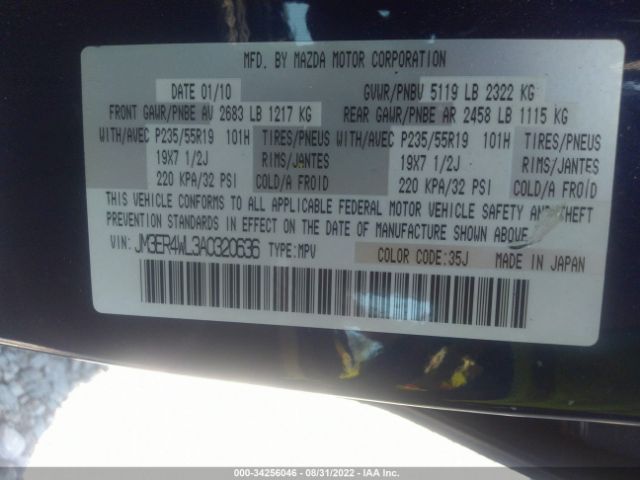 MFD. BY MAZDA MOTOR CORPORATION
DATE 01/10 GVWR/PNBV 5119 LB 2322 KG
FRONT GAWR/PNBE AV 2683 LB 1217 KG REAR GAWR/PNBE AR 2458 LB 1115 KG
WITH/AVEC P235/55R19 101H TIRES/PNEUS WITH/AVEC P235/55R19 101H TIRES/PNEUS
19X7 1/2J RIMS/JANTES 19X7 1/2J RIMS/JANTES
220 KPA/32 PSI COLD/A FROID 220 KPA/32 PSI COLD/A FROID
THIS VEHICLE CONFORMS TO ALL APPLICABLE FEDERAL MOTOR VEHICLE SAFETY AND THEFT
PREVENTION STANDARDS IN EFFECT ON THE DATE OF MANUFACTURE SHOWN ABOVE.
VIN: JM3ER4WL3A0320636 TYPE:MPV COLOR CODE:35J MADE IN JAPAN
000-34256046 - 08/31/2022 - IAA Inc.